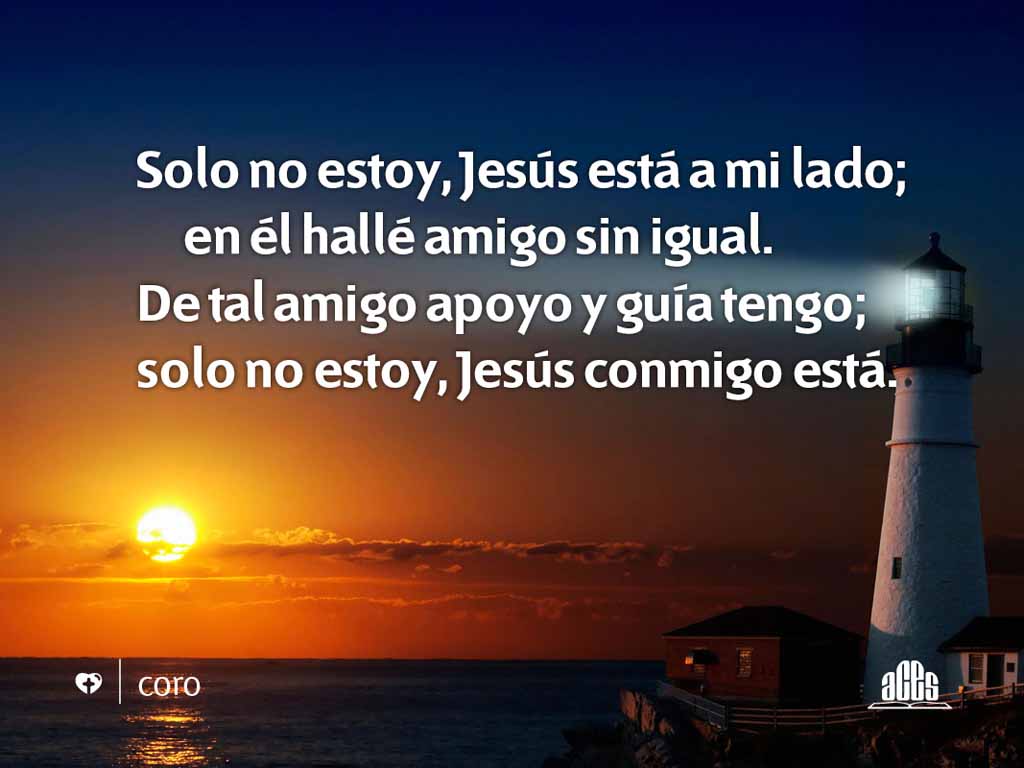 Solo no estoy, Jesús está a mi lado;
en él hallé amigo sin igual.
De tal amigo apoyo y guía tengo;
solo no estoy, Jesús conmigo está.
coro
aces